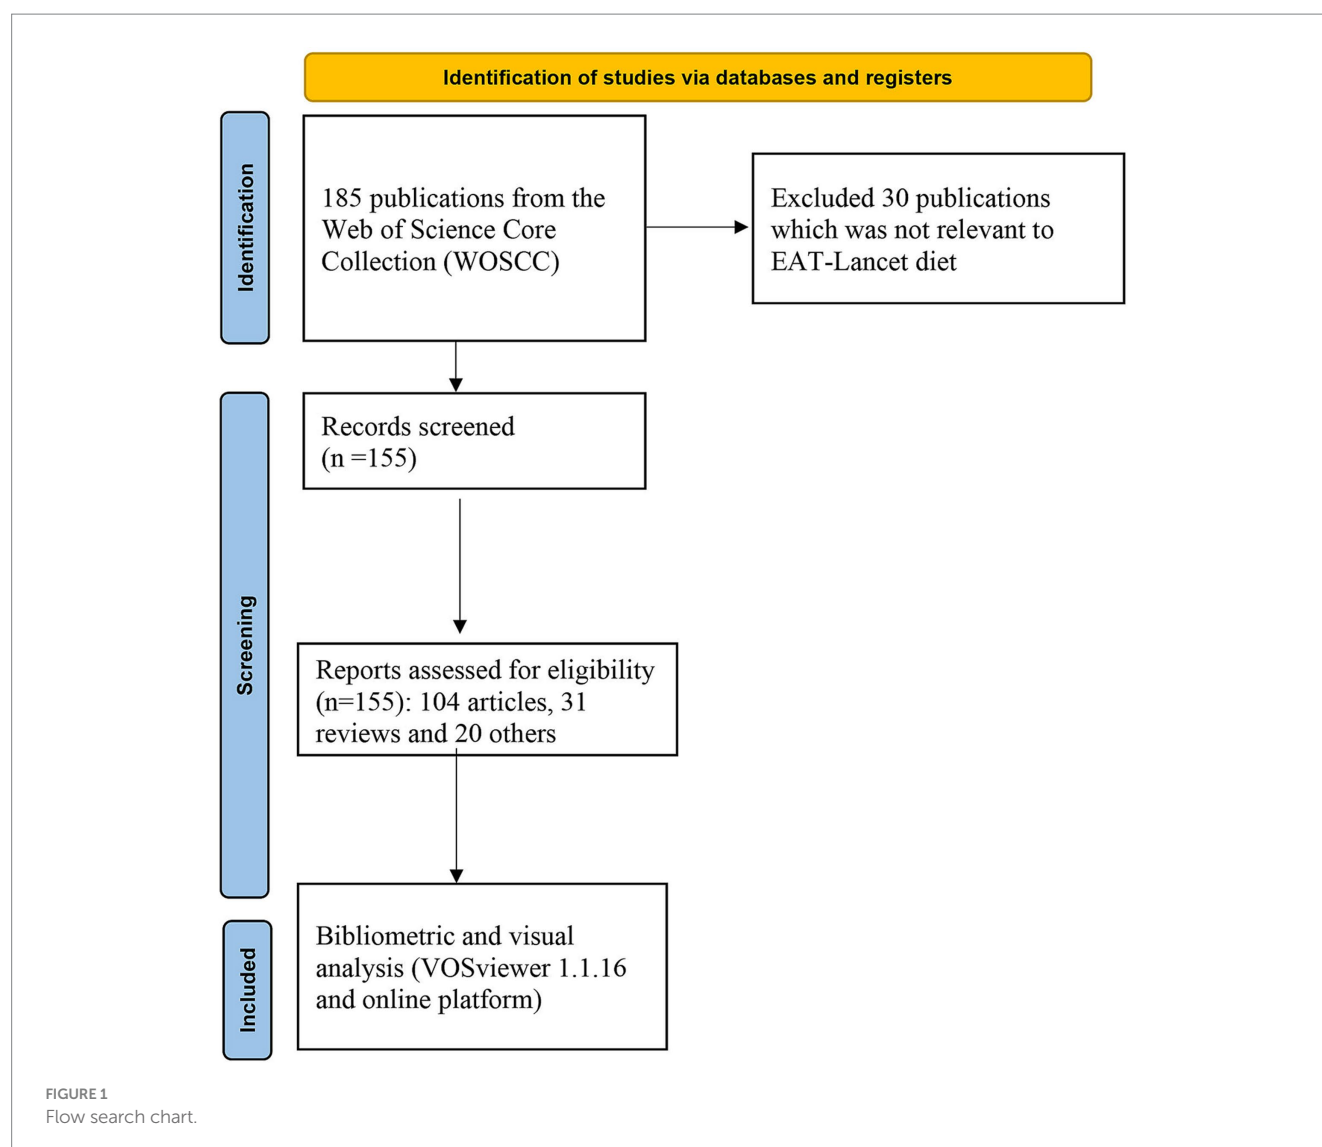 Identification of studies via databases and registers
Identification
185 publications from the
Web of Science Core
Collection (WOSCC)
Excluded 30 publications
which was not relevant to
EAT-Lancet diet
Screening
Records screened
(n =155)
Reports assessed for eligibility
(n=155): 104 articles, 31
reviews and 20 others
Included
Bibliometric and visual
analysis (VOSviewer 1.1.16
and online platform)
FIGURE 1
Flow search chart.